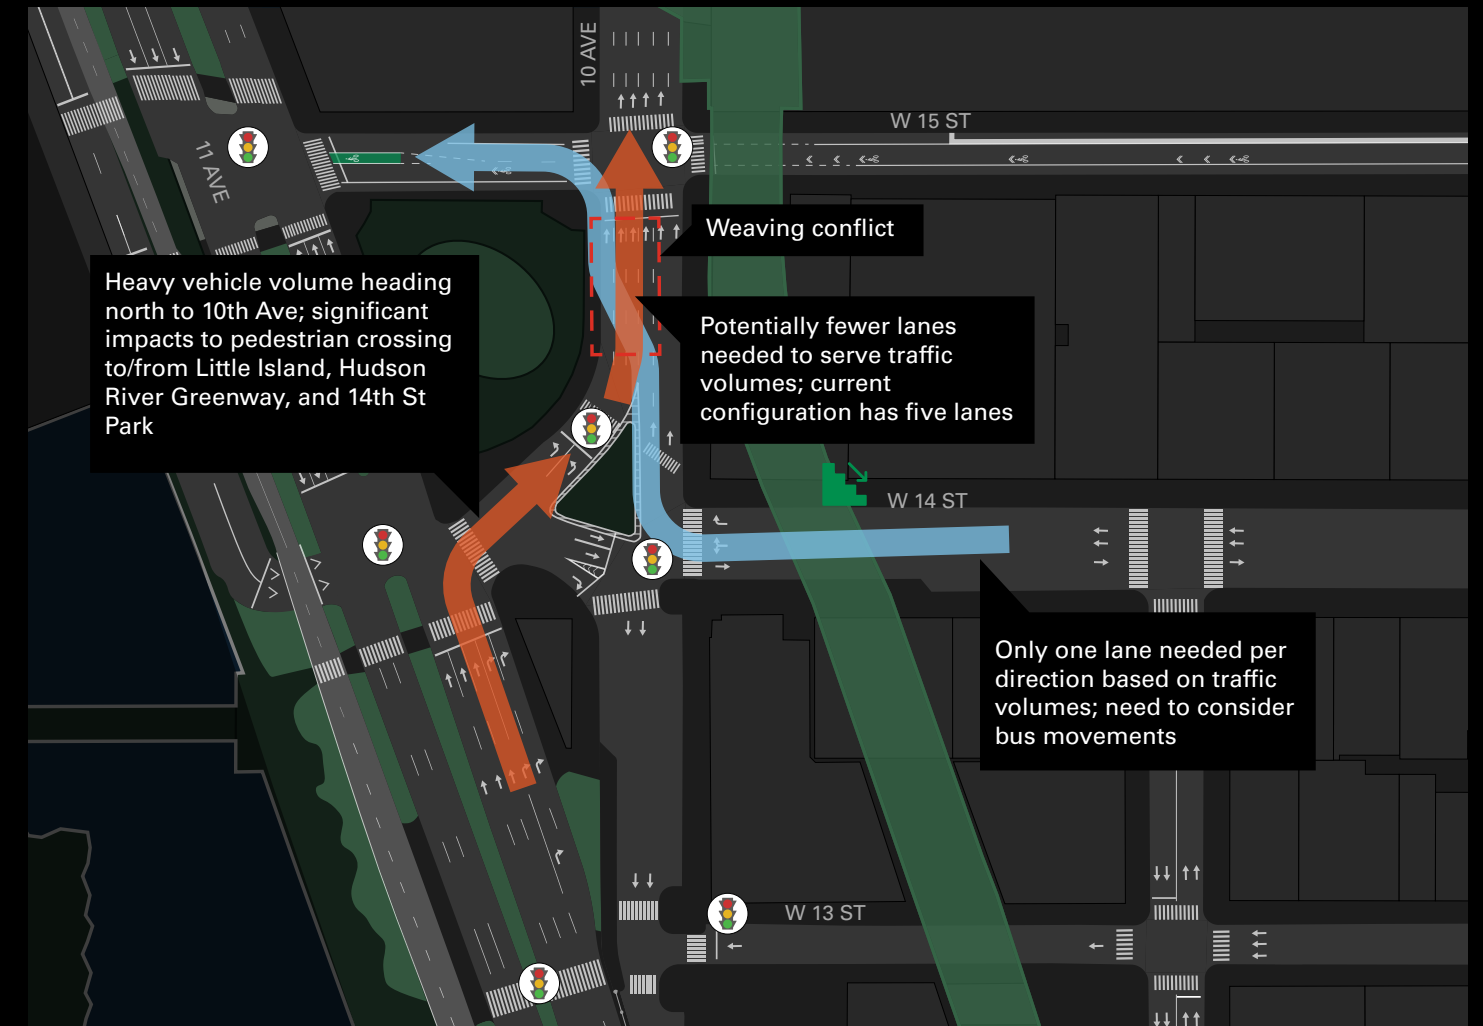 10 AVE
W 15 ST
11 AVE
Weaving conflict
Heavy vehicle volume heading
north to 10th Ave; significant
impacts to pedestrian crossing
to/from Little Island, Hudson
River Greenway, and 14th St
Park
Potentially fewer lanes
needed to serve traffic
volumes; current
configuration has five lanes
W 14 ST
Only one lane needed per
direction based on traffic
volumes; need to consider
bus movements
W 13 ST